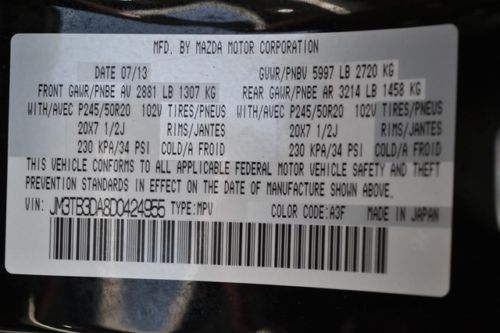 MFD. BY MAZDA MOTOR CORPORATION
DATE 07/13 GVWR/PNBV 5997 LB 2720 KG
FRONT GAWR/PNBE AV 2881 LB 1307 KG REAR GAWR/PNBE AR 3214 LB 1458 KG
WITH/AVEC P245/50R20 102V TIRES/PNEUS WITH/AVEC P245/50R20 102V TIRES/PNEUS
20X7 1/2J RIMS/JANTES 20X7 1/2J RIMS/JANTES
230 KPA/34 PSI COLD/A FROID 230 KPA/34 PSI COLD/A FROID
THIS VEHICLE CONFORMS TO ALL APPLICABLE FEDERAL MOTOR VEHICLE SAFETY AND THEFT
PREVENTION STANDARDS IN EFFECT ON THE DATE OF MANUFACTURE SHOWN ABOVE.
VIN: JM3TB3DA8D0424955 TYPE:MPV COLOR CODE:A3F MADE IN JAPAN